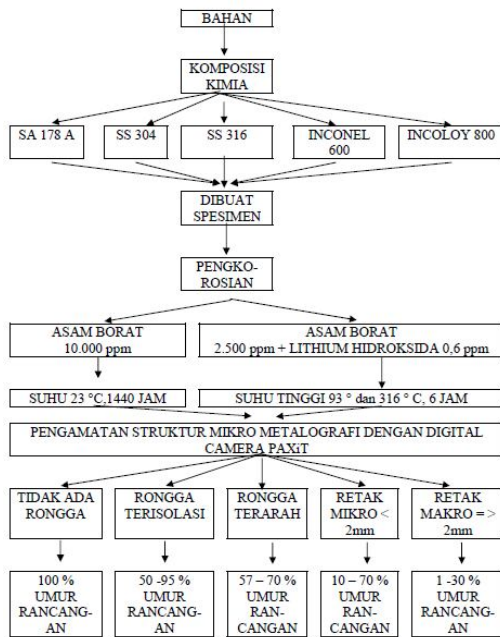 BAHAN
KOMPOSISI
KIMIA
SA 178 A
SS 304
SS 316
INCONEL
600
INCOLOY 800
DIBUAT
SPESIMEN
PENGKO-
ROSIAN
ASAM BORAT
10.000 ppm
ASAM BORAT
2.500 ppm + LITHIUM HIDROKSIDA 0,6 ppm
SUHU 23 °C,1440 JAM
SUHU TINGGI 93 ° dan 316 ° C, 6 JAM
PENGAMATAN STRUKTUR MIKRO METALOGRAFI DENGAN DIGITAL
CAMERA PAXiT
TIDAK ADA
RONGGA
RONGGA
TERISOLASI
RONGGA
TERARAH
RETAK
MIKRO <
2mm
RETAK
MAKRO = >
2mm
100 %
UMUR
RANCANG-
AN
50 -95 %
UMUR
RANCANG-
AN
57 – 70 %
UMUR
RAN-
CANGAN
10 – 70 %
UMUR
RAN-
CANGAN
1 -30 %
UMUR
RANCANG-
AN